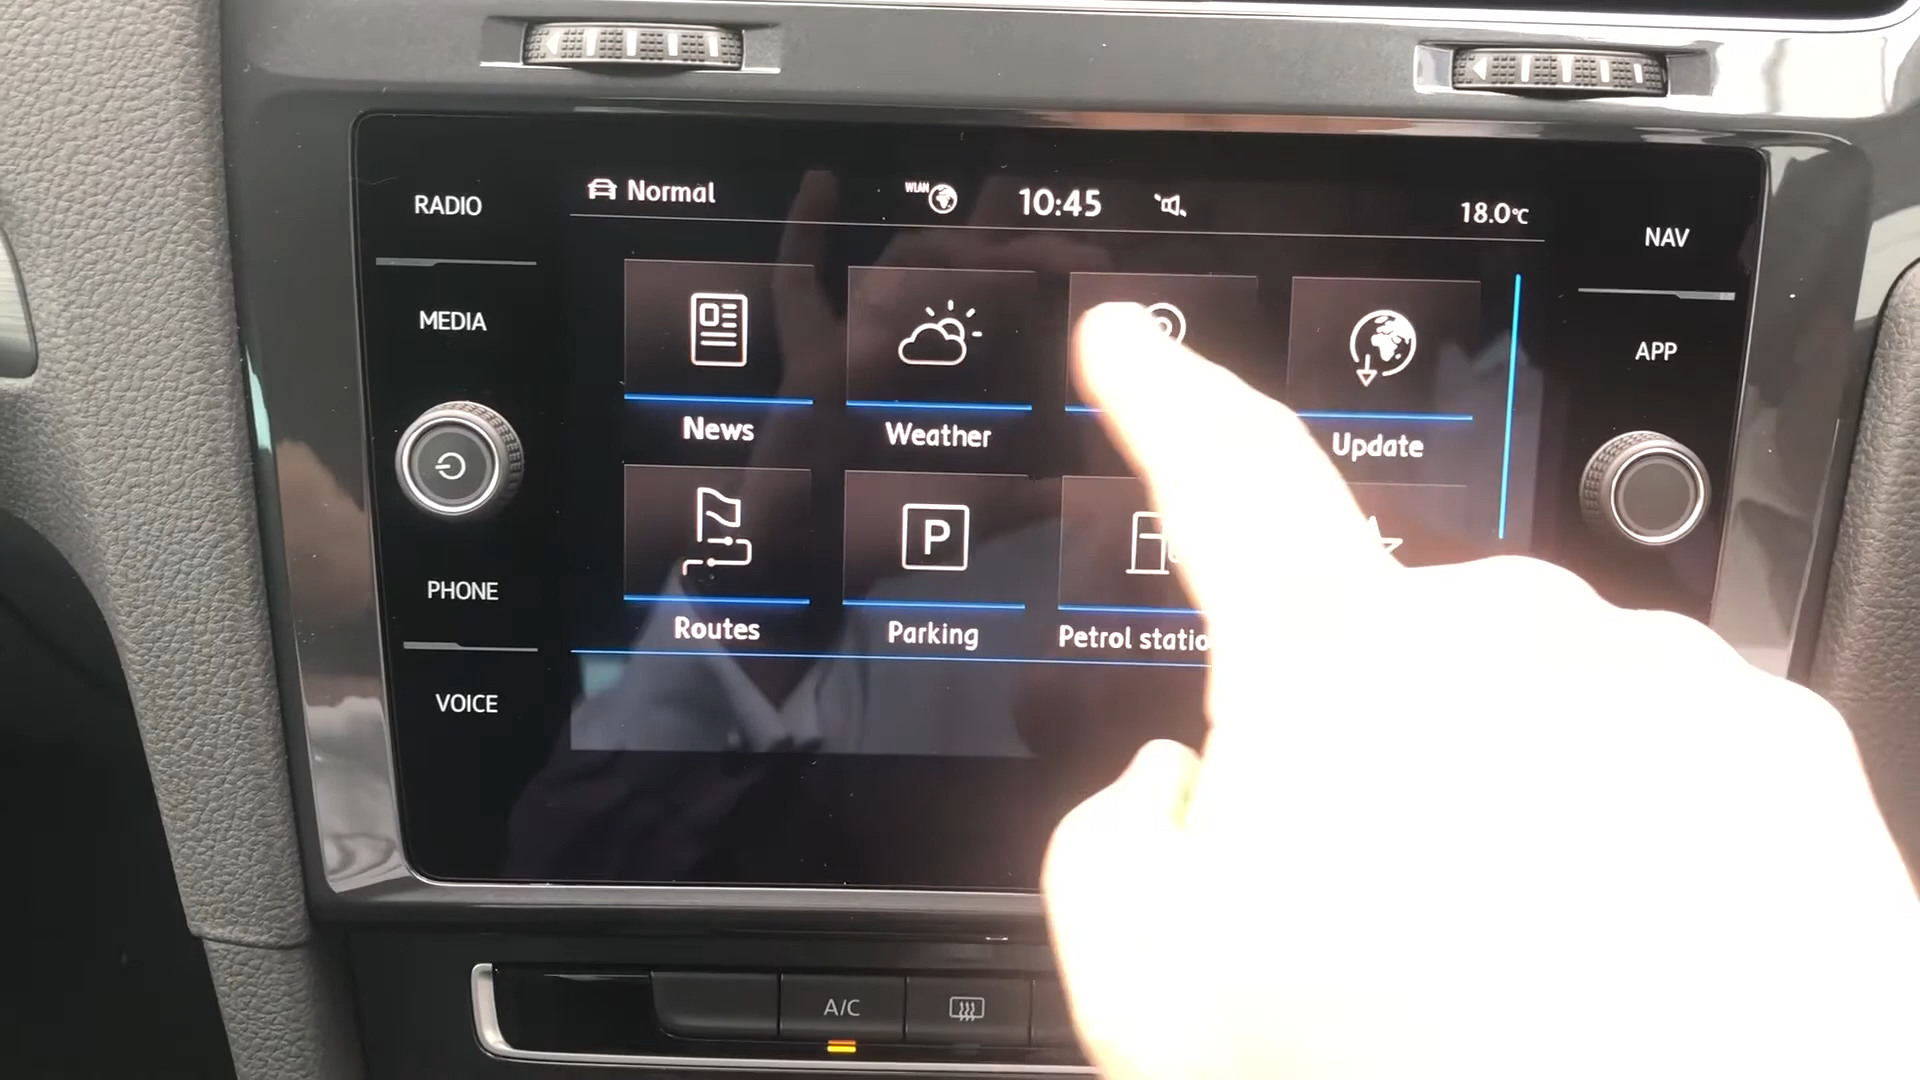 RADIO
MEDIA
PHONE
VOICE
Normal
WLAN
10:45
18.0°C
News
Weather
Update
Routes
P
Parking
Petrol statio
NAV
APP
A/C